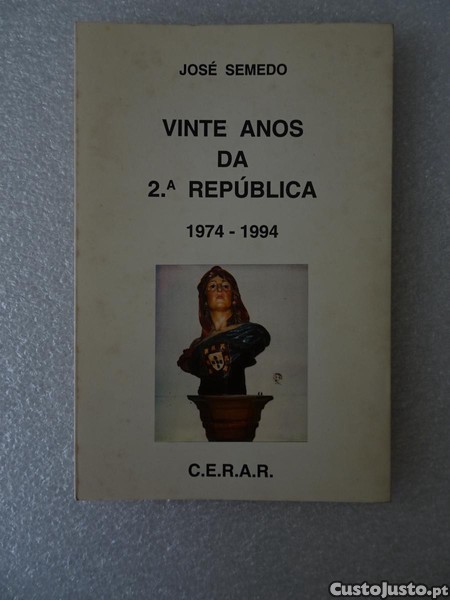 JOSÉ SEMEDO
VINTE ANOS
DA
2.ª REPÚBLICA
1974 - 1994
C.E.R.A.R.
CustoJusto.pt